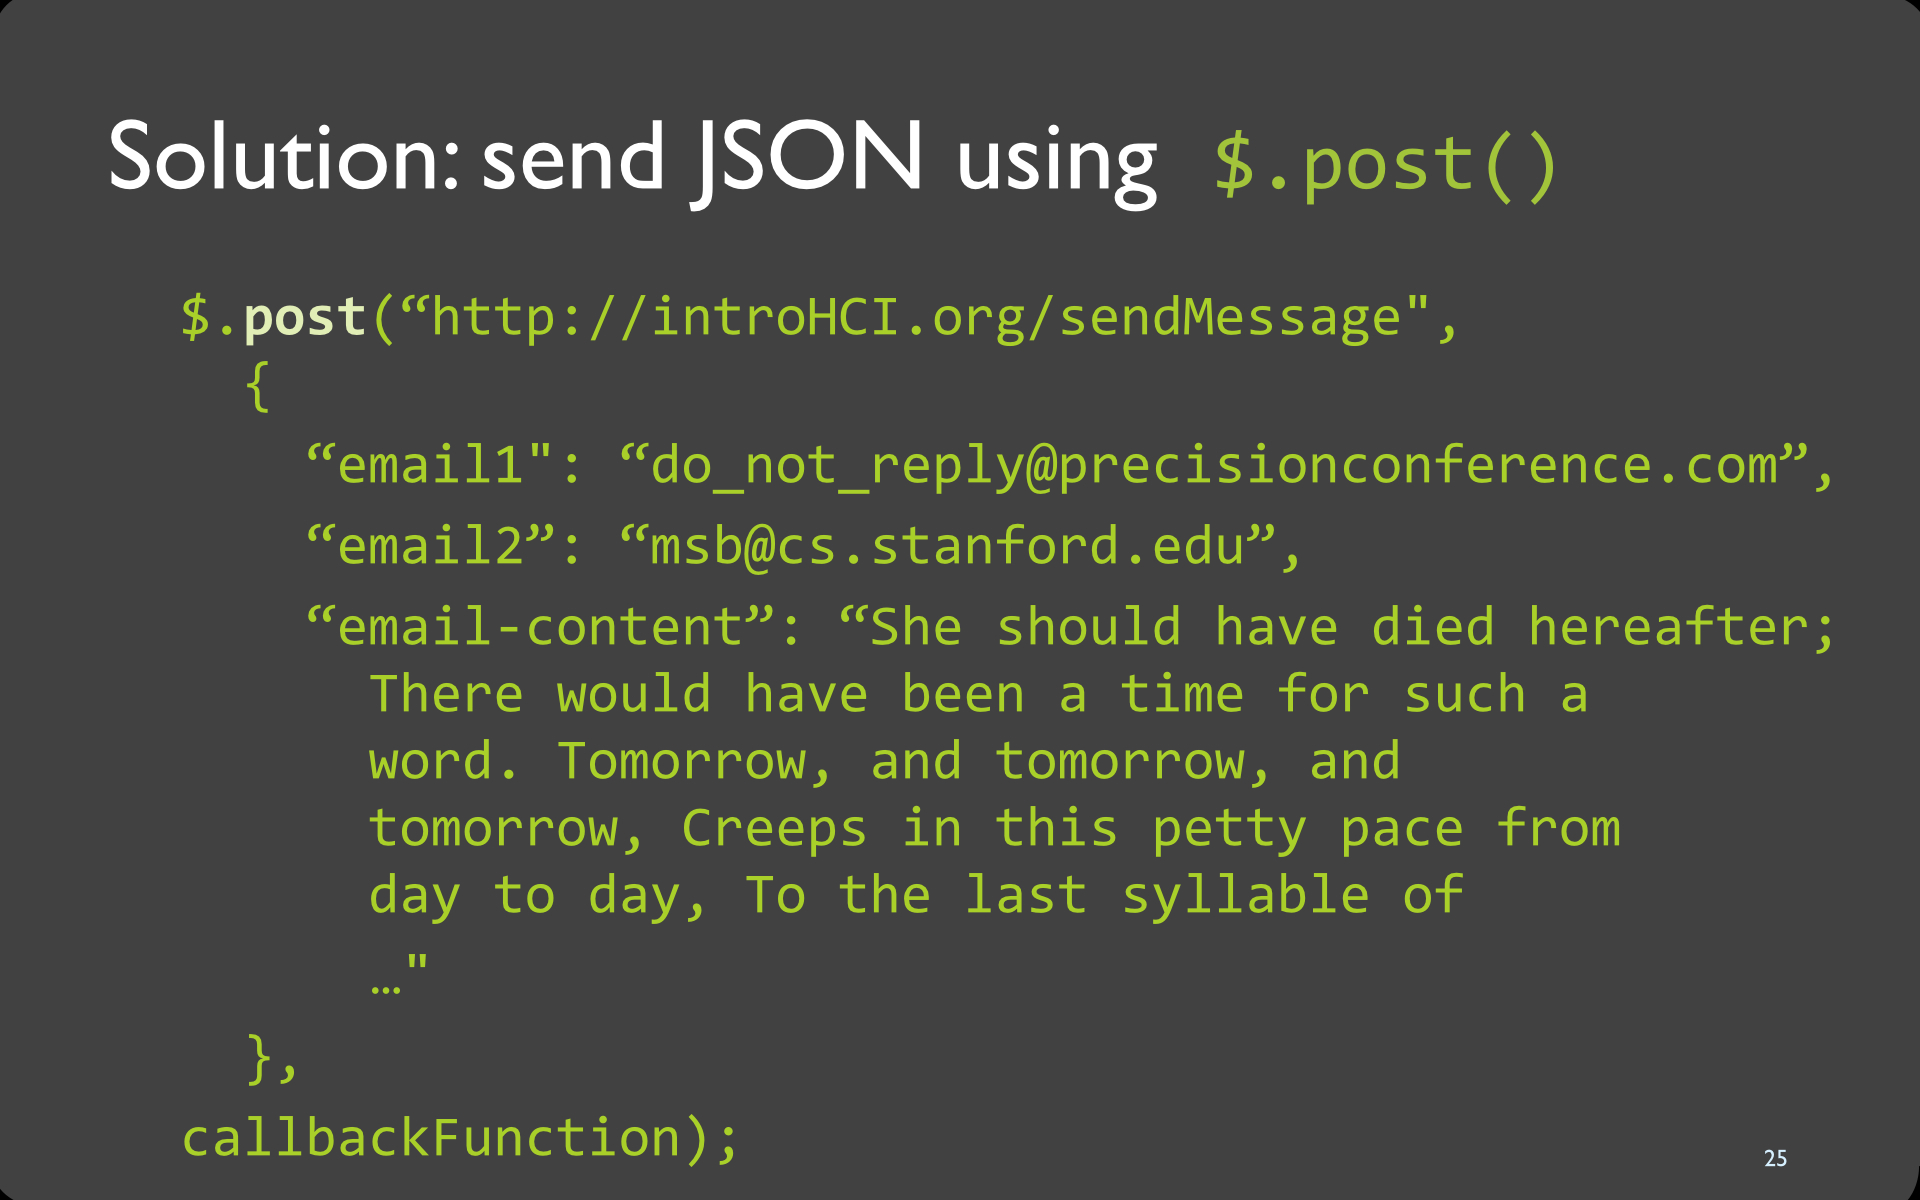 Solution: send JSON using $.post()
$.post(“http://introHCI.org/sendMessage",
{
“email1": “do_not_reply@precisionconference.com”,
“email2”: “msb@cs.stanford.edu”,
“email-content”: “She should have died hereafter;
There would have been a time for such a
word. Tomorrow, and tomorrow, and
tomorrow, Creeps in this petty pace from
day to day, To the last syllable of
…"
},
callbackFunction);
25